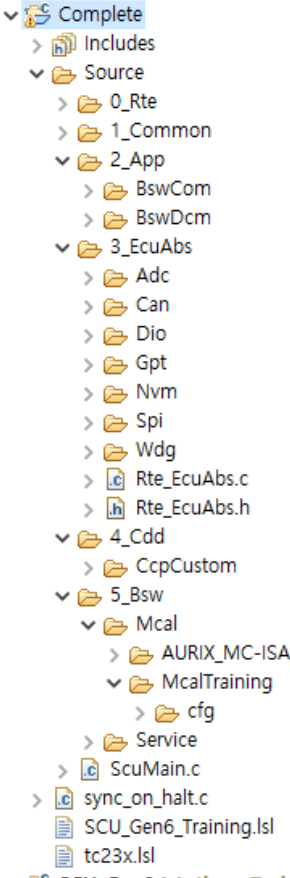 Complete
Includes
Source
0_Rte
1_Common
2_App
BswCom
BswDcm
3_EcuAbs
Adc
Can
Dio
Gpt
Nvm
Spi
Wdg
Rte_EcuAbs.c
Rte_EcuAbs.h
4_Cdd
CcpCustom
5_Bsw
Mcal
AURIX_MC-ISA
McalTraining
cfg
Service
ScuMain.c
sync_on_halt.c
SCU_Gen6_Training.lsl
tc23x.lsl